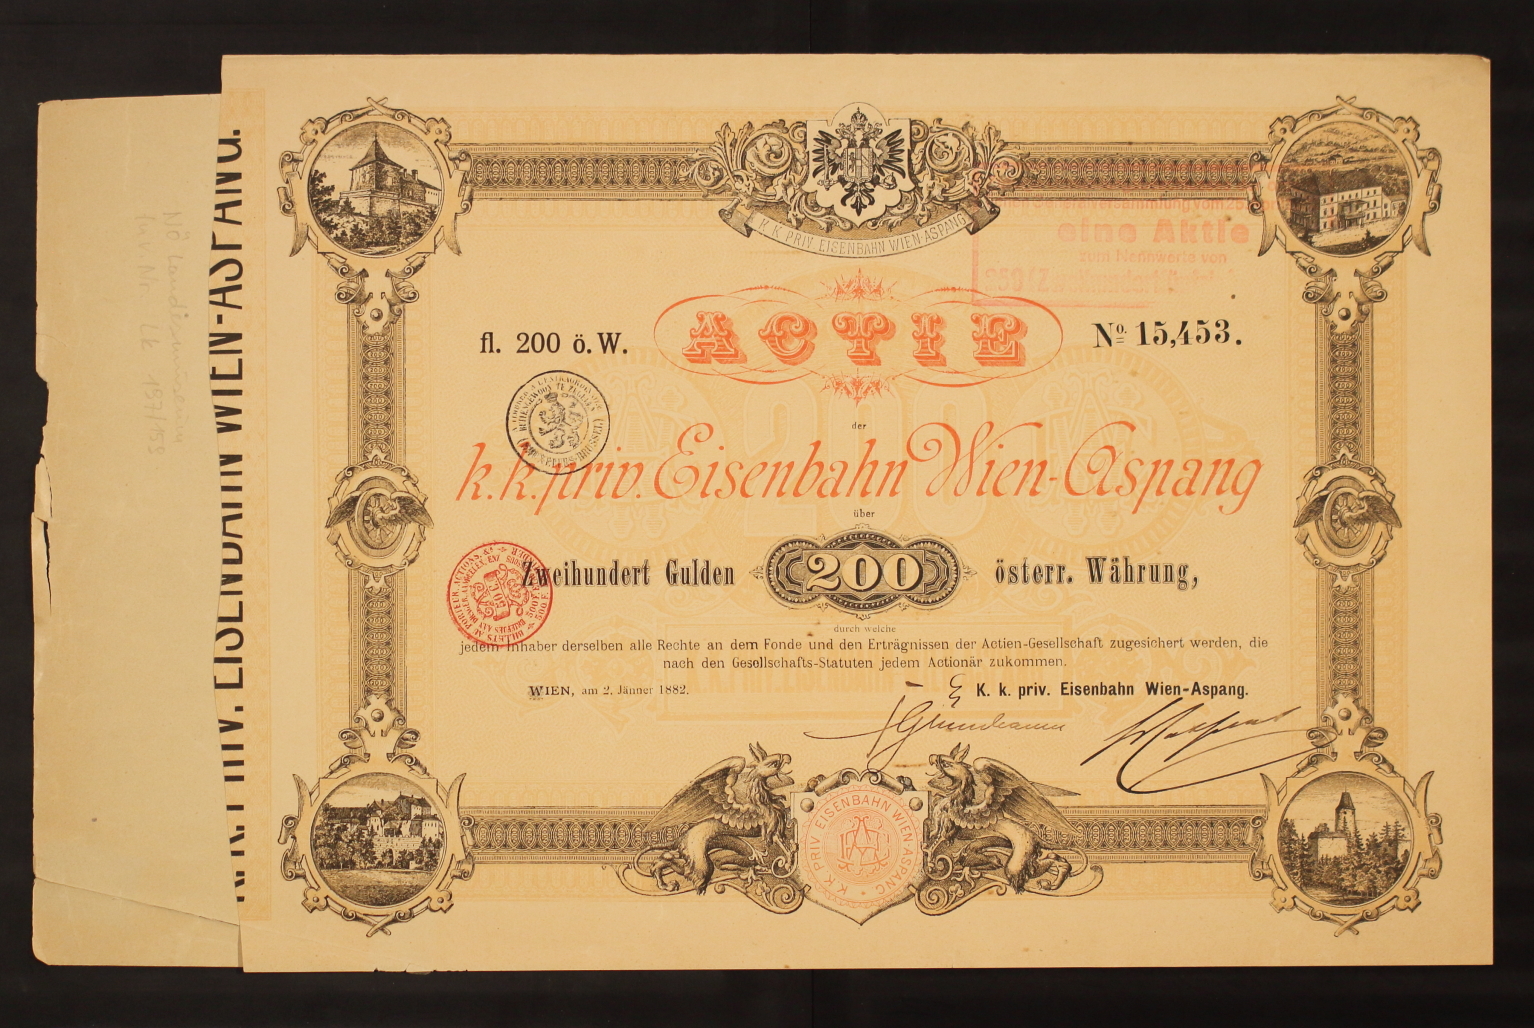 K. K. PRIV. EISENBAHN WIEN-ASPANG.
K. K. PRIV. EISENBAHN WIEN-ASPANG
eine Aktie
zum Nennwerte von
fl. 200 ö. W.
ACTIE
No. 15,453.
der
k. k. priv. Eisenbahn Wien-Aspang
über
Zweihundert Gulden
200
österr. Währung,
durch welche
jedem Inhaber derselben alle Rechte an dem Fonde und den Erträgnissen der Actien-Gesellschaft zugesichert werden, die
nach den Gesellschafts-Statuten jedem Actionär zukommen.
WIEN, am 2. Jänner 1882.
K. k. priv. Eisenbahn Wien-Aspang.
K. K. PRIV. EISENBAHN WIEN-ASPANG